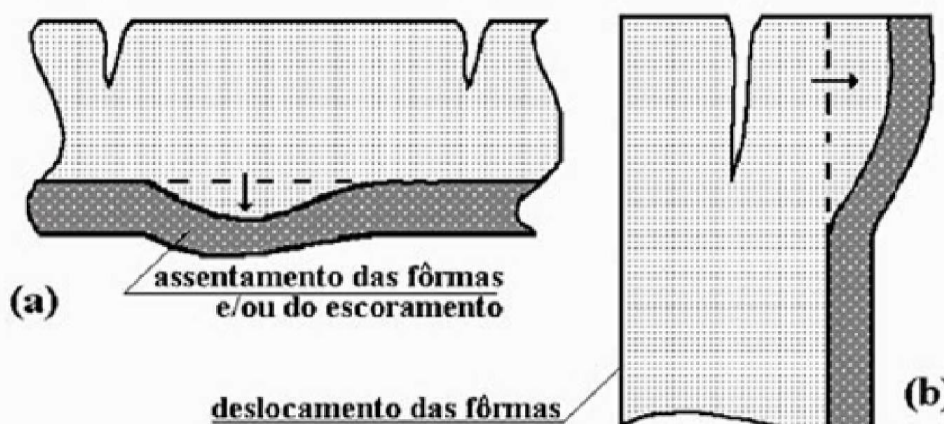 assentamento das fôrmas
e/ou do escoramento
(a)
deslocamento das fôrmas
(b)